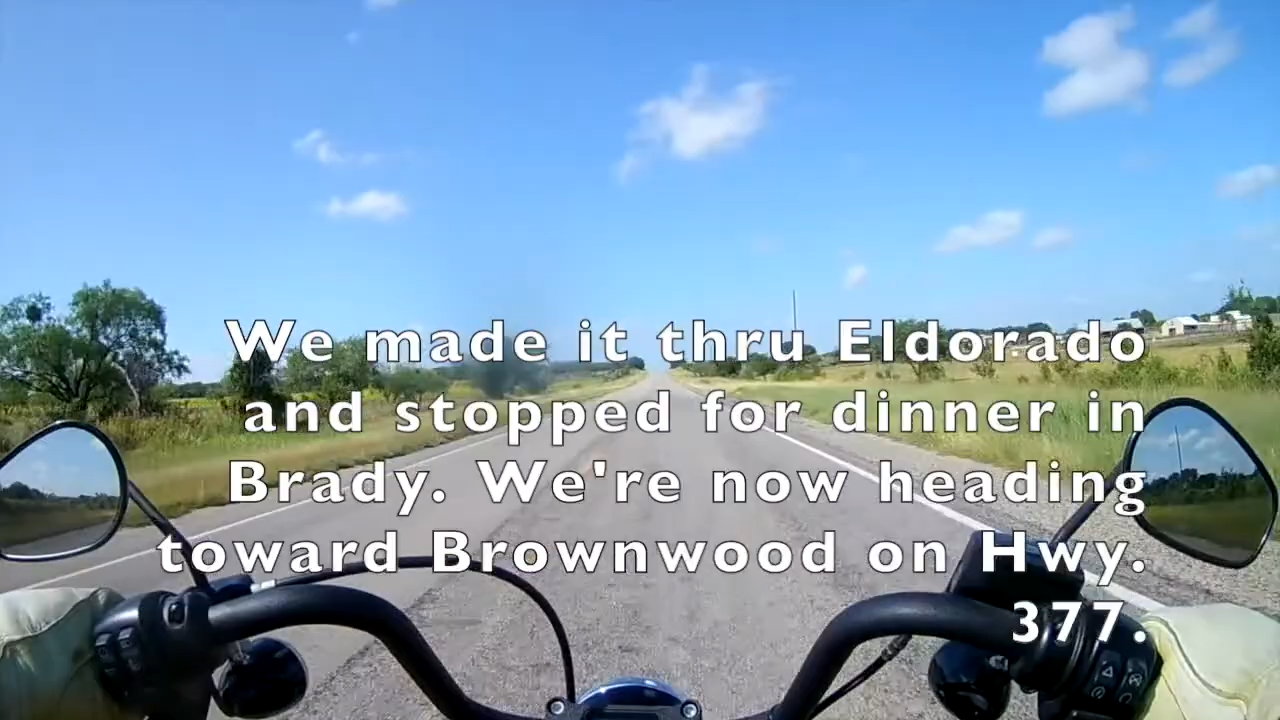 We made it thru Eldorado
and stopped for dinner in
Brady. We're now heading
toward Brownwood on Hwy.
377.